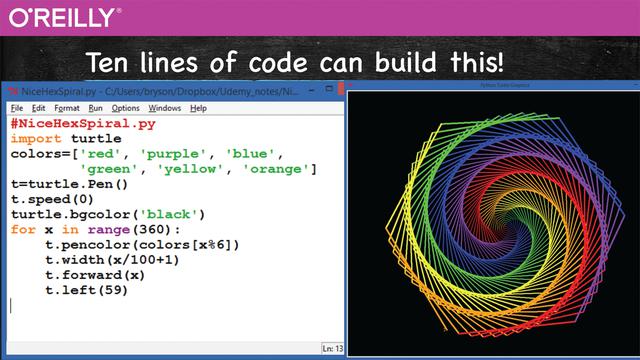 O'REILLY®
Ten lines of code can build this!
NiceHexSpiral.py - C:/Users/bryson/Dropbox/Udemy_notes/Ni...
Python Turtle Graphics
File Edit Format Run Options Windows Help
#NiceHexSpiral.py
import turtle
colors=['red', 'purple', 'blue',
        'green', 'yellow', 'orange']
t=turtle.Pen()
t.speed(0)
turtle.bgcolor('black')
for x in range(360):
    t.pencolor(colors[x%6])
    t.width(x/100+1)
    t.forward(x)
    t.left(59)
Ln: 13